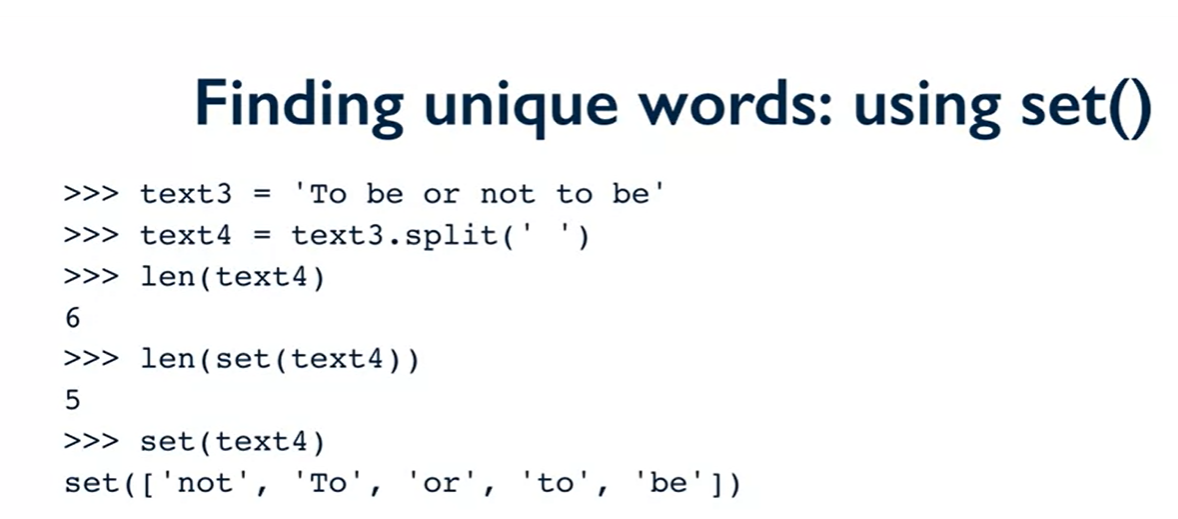 Finding unique words: using set()
>>> text3 = 'To be or not to be'
>>> text4 = text3.split(' ')
>>> len(text4)
6
>>> len(set(text4))
5
>>> set(text4)
set(['not', 'To', 'or', 'to', 'be'])